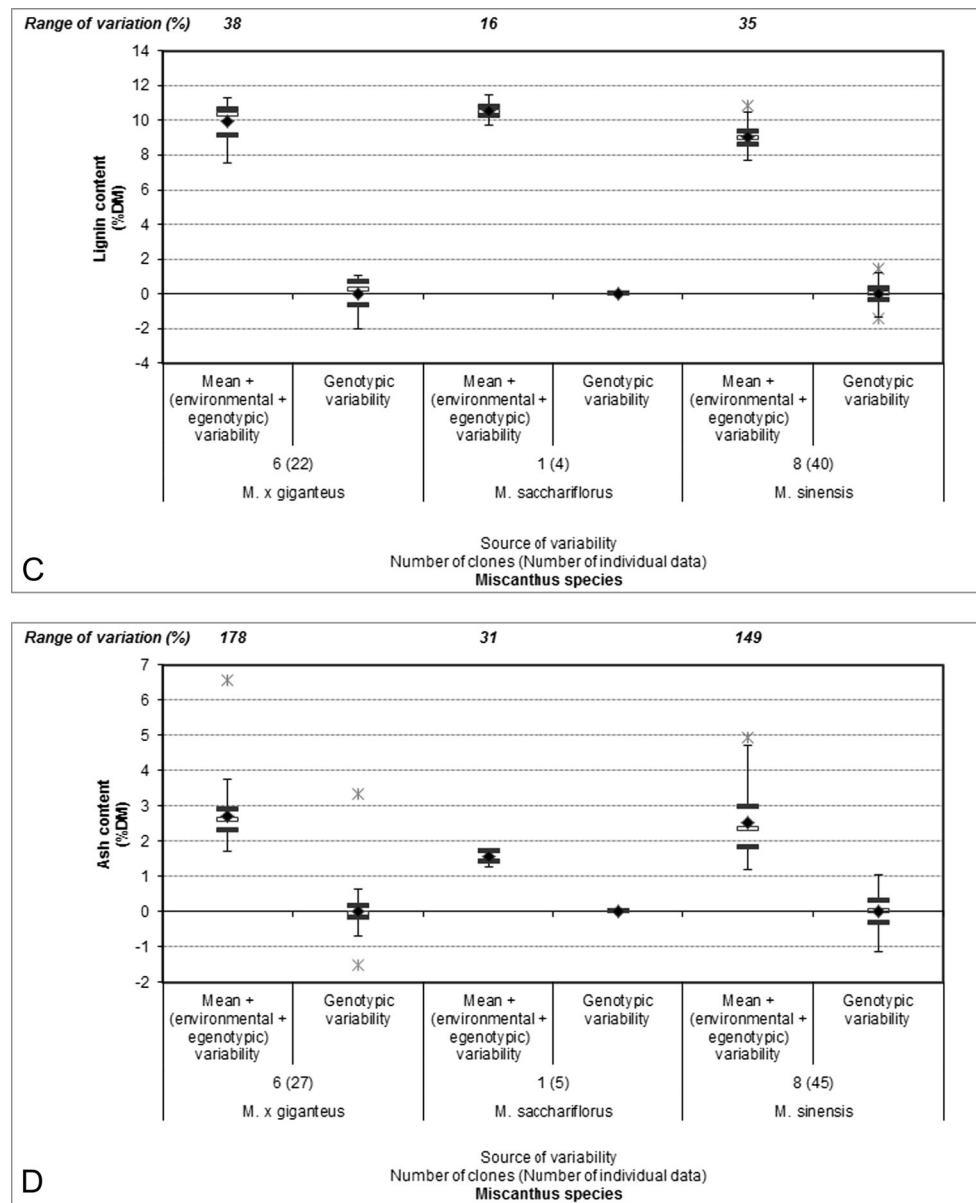 Range of variation (%) 38 16 35
14
12
10
8
6
4
2
0
-2
-4
Lignin content
(%DM)
Mean + Genotypic Mean + Genotypic Mean + Genotypic
(environmental + variability (environmental + variability (environmental + variability
egenotypic) egenotypic) egenotypic)
variability variability variability
6 (22) 1 (4) 8 (40)
M. x giganteus M. sacchariflorus M. sinensis
Source of variability
Number of clones (Number of individual data)
Miscanthus species
C
Range of variation (%) 178 31 149
7
6
5
4
3
2
1
0
-1
-2
Ash content
(%DM)
Mean + Genotypic Mean + Genotypic Mean + Genotypic
(environmental + variability (environmental + variability (environmental + variability
egenotypic) egenotypic) egenotypic)
variability variability variability
6 (27) 1 (5) 8 (45)
M. x giganteus M. sacchariflorus M. sinensis
Source of variability
Number of clones (Number of individual data)
Miscanthus species
D